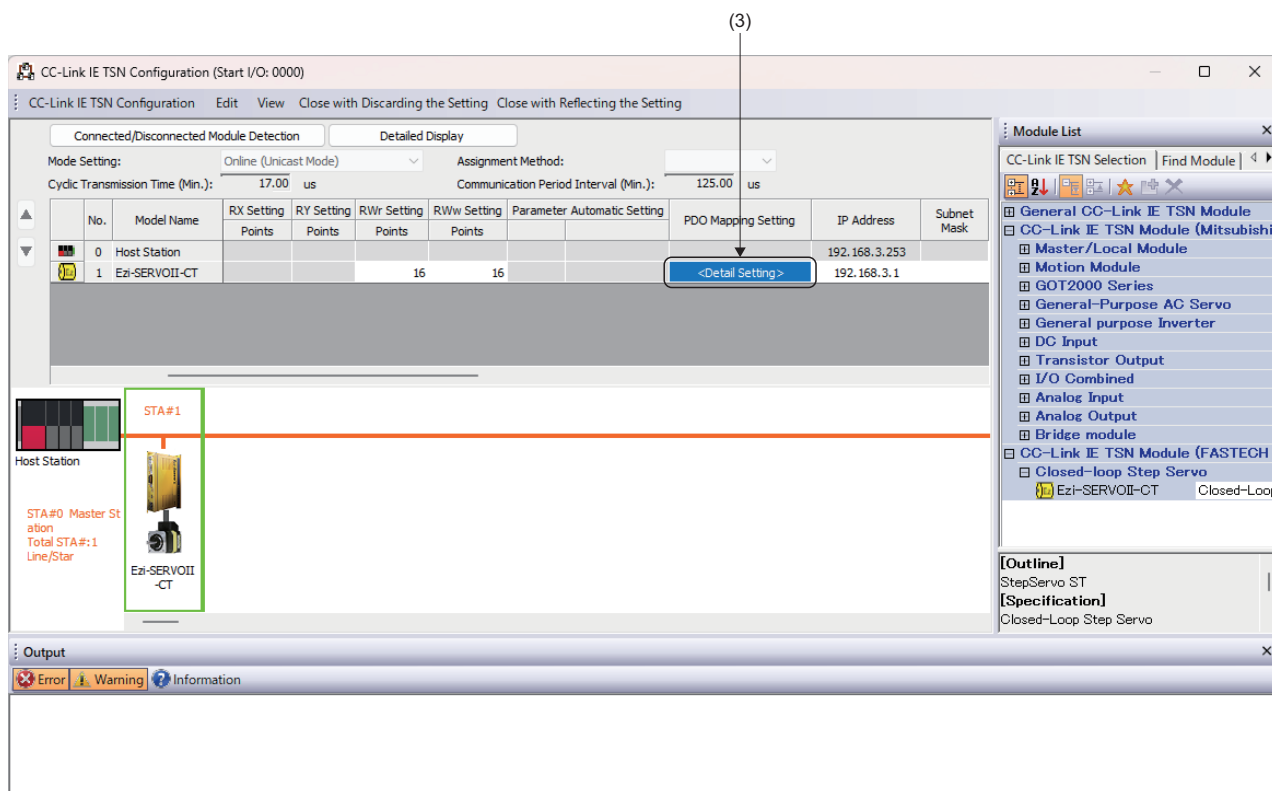 (3)
CC-Link IE TSN Configuration (Start I/O: 0000)
CC-Link IE TSN Configuration Edit View Close with Discarding the Setting Close with Reflecting the Setting
Connected/Disconnected Module Detection Detailed Display
Mode Setting: Online (Unicast Mode) Assignment Method:
Cyclic Transmission Time (Min.): 17.00 us Communication Period Interval (Min.): 125.00 us
No. Model Name RX Setting RY Setting RWr Setting RWw Setting Parameter Automatic Setting PDO Mapping Setting IP Address Subnet Mask
Points Points Points Points
0 Host Station 192.168.3.253
1 Ezi-SERVOII-CT 16 16 <Detail Setting> 192.168.3.1
STA#1
Host Station
STA#0 Master St
ation
Total STA#:1
Line/Star
Ezi-SERVOII
-CT
Module List
CC-Link IE TSN Selection Find Module
General CC-Link IE TSN Module
CC-Link IE TSN Module (Mitsubishi
Master/Local Module
Motion Module
GOT2000 Series
General-Purpose AC Servo
General purpose Inverter
DC Input
Transistor Output
I/O Combined
Analog Input
Analog Output
Bridge module
CC-Link IE TSN Module (FASTECH
Closed-loop Step Servo
Ezi-SERVOII-CT Closed-Loop
[Outline]
StepServo ST
[Specification]
Closed-Loop Step Servo
Output
Error Warning Information